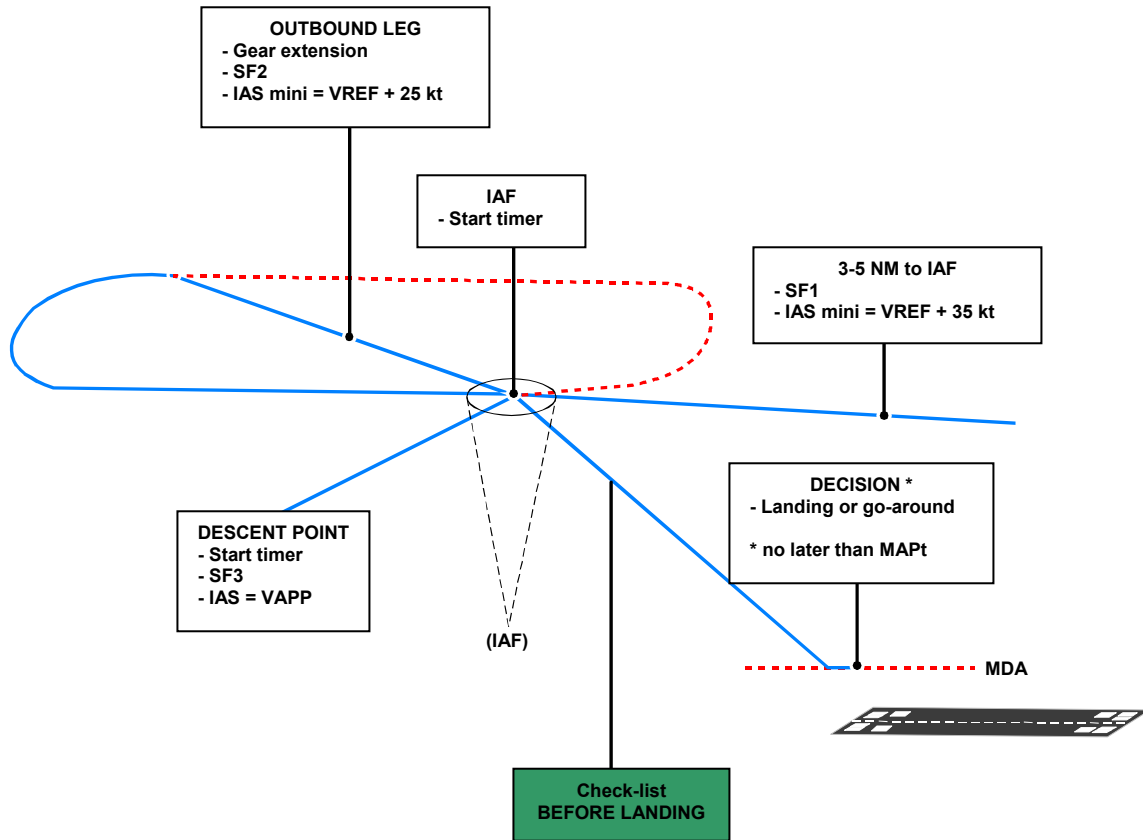 OUTBOUND LEG
- Gear extension
- SF2
- IAS mini = VREF + 25 kt
IAF
- Start timer
3-5 NM to IAF
- SF1
- IAS mini = VREF + 35 kt
DECISION *
- Landing or go-around
* no later than MAPt
DESCENT POINT
- Start timer
- SF3
- IAS = VAPP
(IAF)
MDA
Check-list
BEFORE LANDING